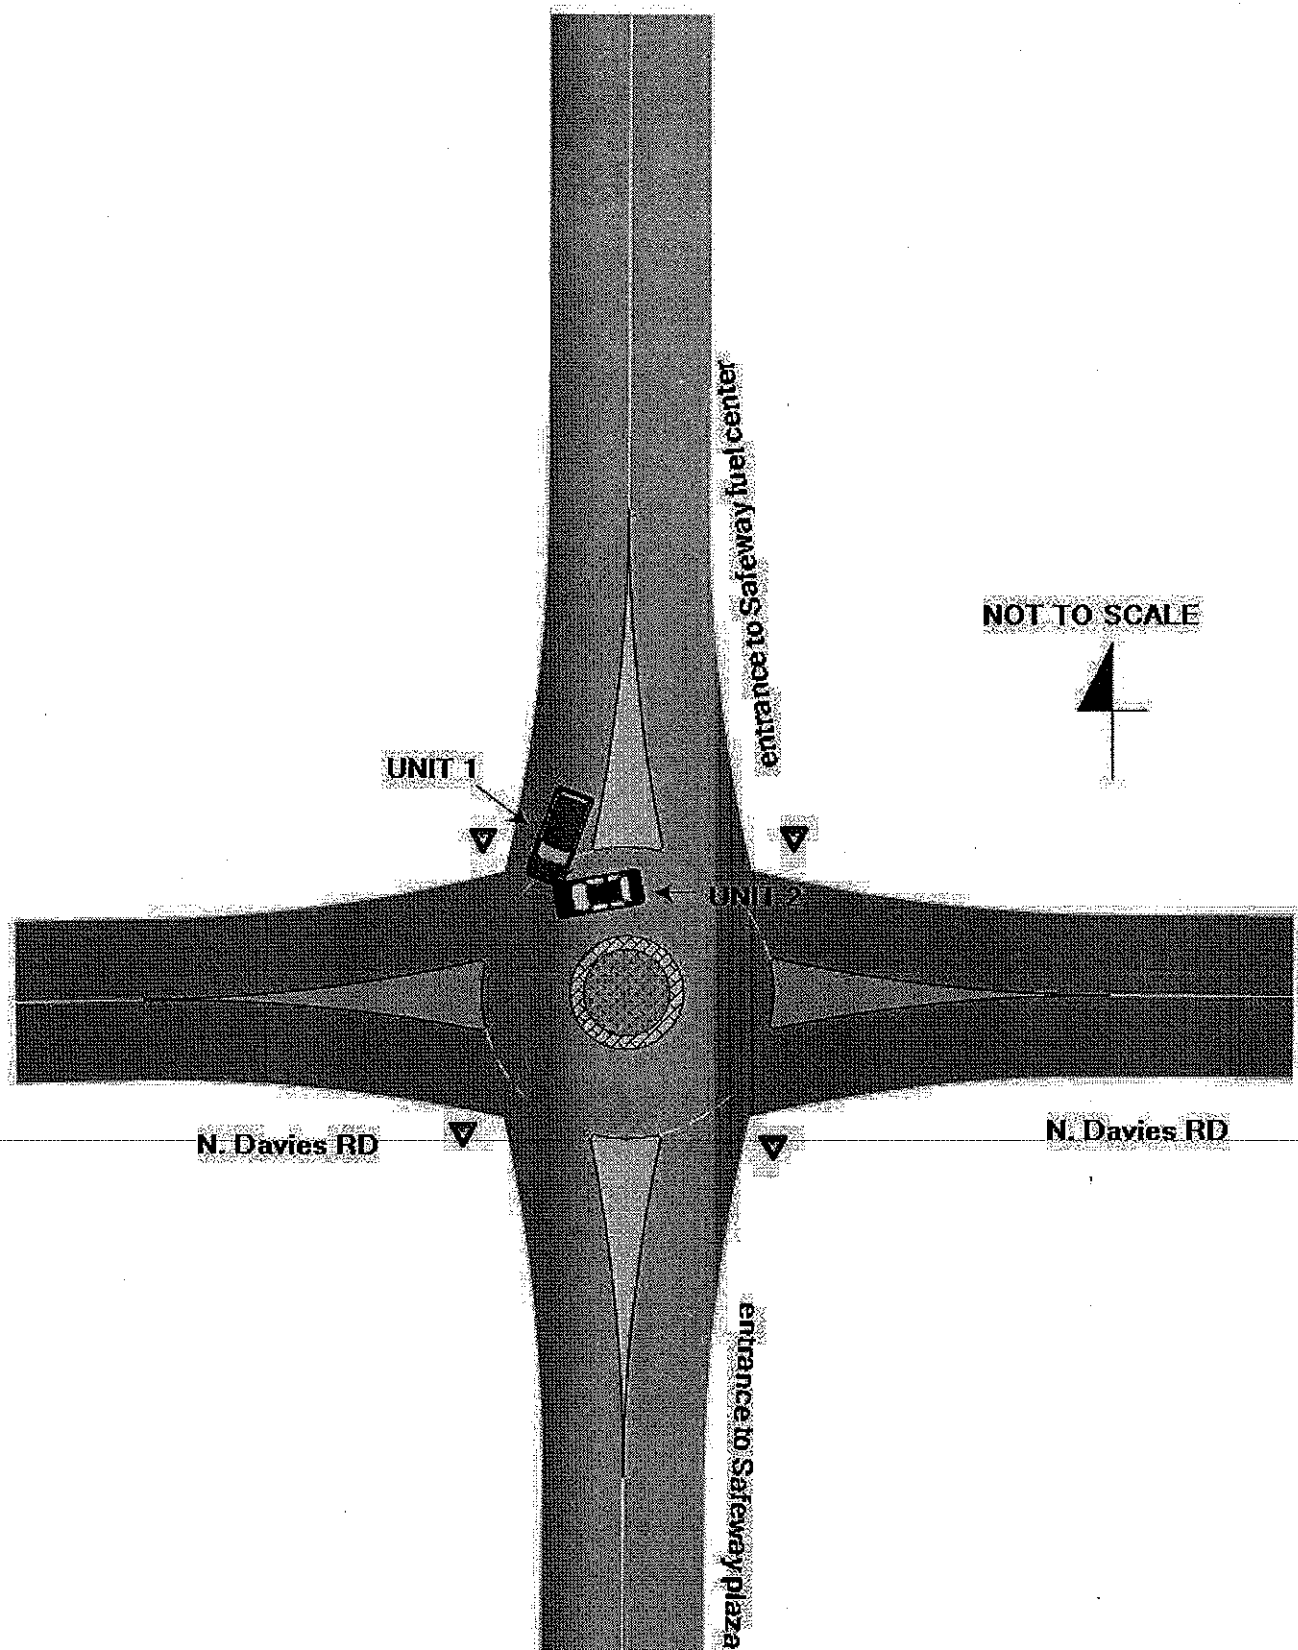 entrance to Safeway fuel center
NOT TO SCALE
UNIT 1
UNIT 2
N. Davies RD
N. Davies RD
entrance to Safeway plaza